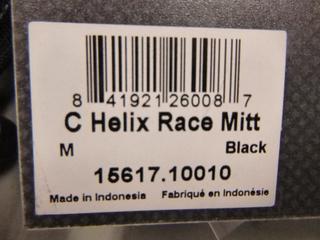 8 41921 26008 7
C Helix Race Mitt
M Black
15617.10010
Made in Indonesia Fabriqué en Indonésie